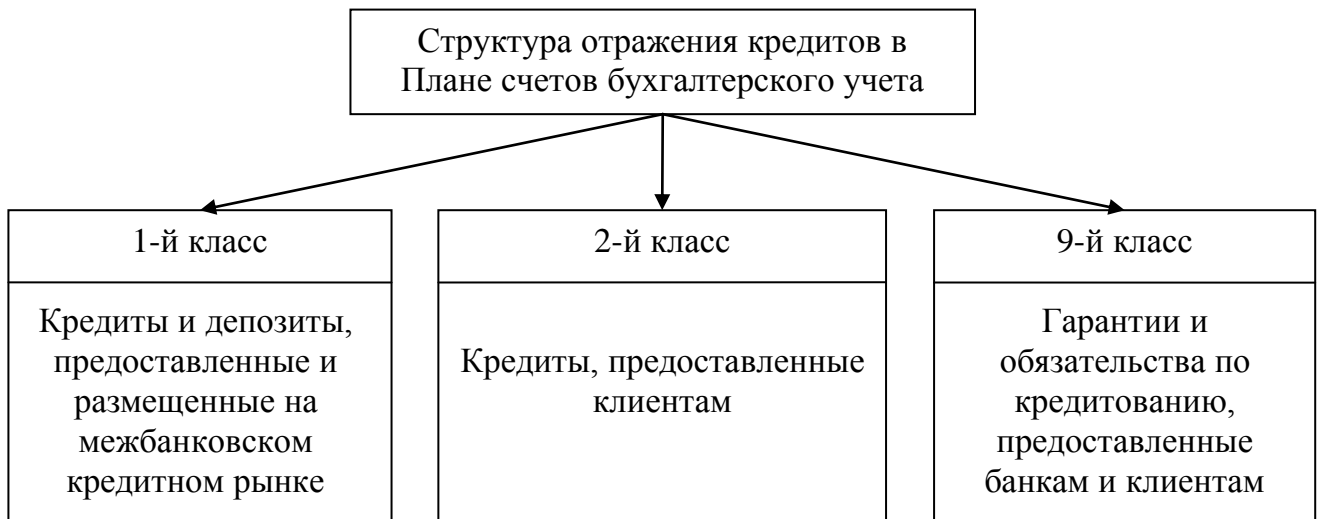 Структура отражения кредитов в
Плане счетов бухгалтерского учета
1-й класс
Кредиты и депозиты,
предоставленные и
размещенные на
межбанковском
кредитном рынке
2-й класс
Кредиты, предоставленные
клиентам
9-й класс
Гарантии и
обязательства по
кредитованию,
предоставленные
банкам и клиентам